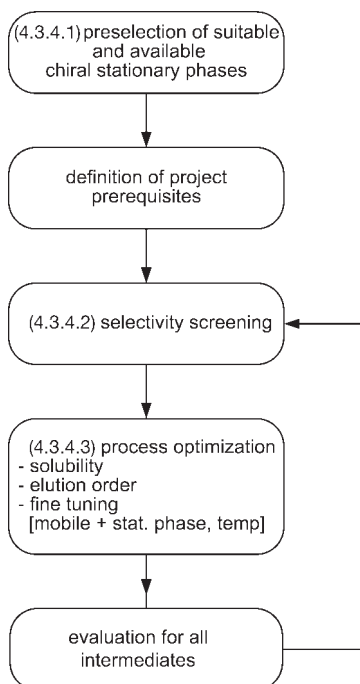 (4.3.4.1) preselection of suitable
and available
chiral stationary phases
definition of project
prerequisites
(4.3.4.2) selectivity screening
(4.3.4.3) process optimization
- solubility
- elution order
- fine tuning
[mobile + stat. phase, temp]
evaluation for all
intermediates